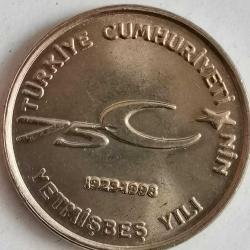 TÜRKİYE CUMHURİYETİ'NİN
75
1923-1998
YETMİŞBEŞ YILI